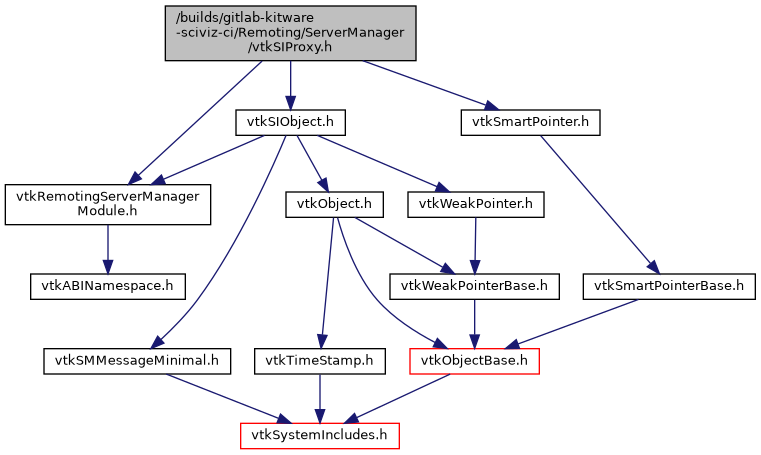 /builds/gitlab-kitware
-sciviz-ci/Remoting/ServerManager
/vtkSIProxy.h
vtkSIObject.h
vtkSmartPointer.h
vtkRemotingServerManager
Module.h
vtkObject.h
vtkWeakPointer.h
vtkABINamespace.h
vtkWeakPointerBase.h
vtkSmartPointerBase.h
vtkSMMessageMinimal.h
vtkTimeStamp.h
vtkObjectBase.h
vtkSystemIncludes.h